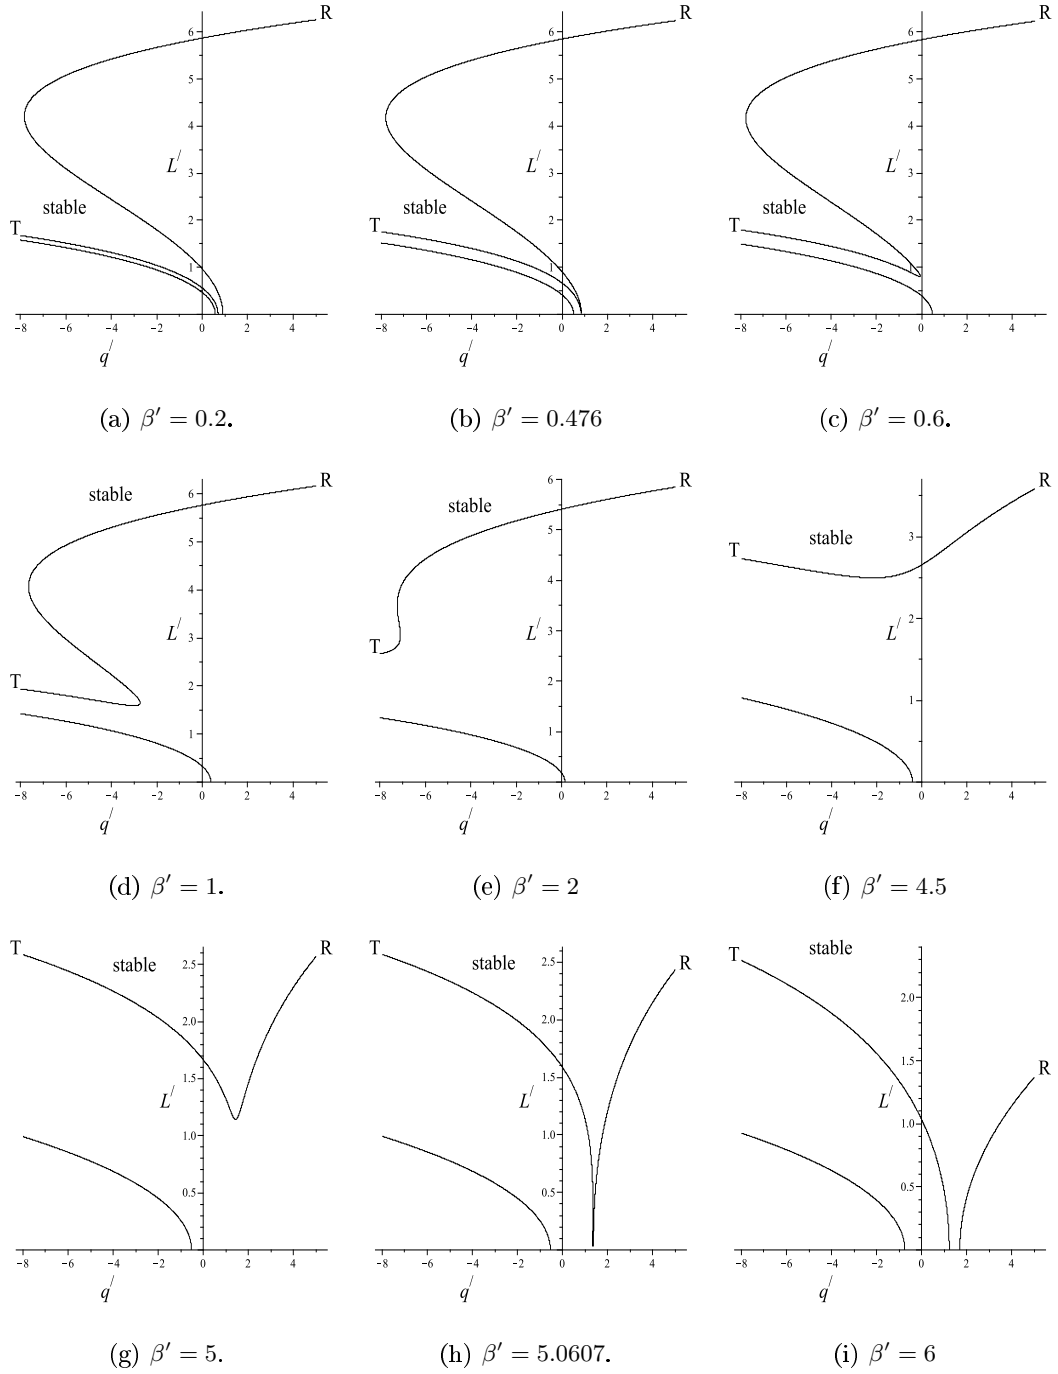 R
6
5
4
L′
3
stable
2
T
1
−8 −6 −4 −2 0 2 4
q′
(a) β′ = 0.2.
R
6
5
4
L′
3
stable
2
T
1
−8 −6 −4 −2 0 2 4
q′
(b) β′ = 0.476
R
6
5
4
L′
3
stable
2
T
1
−8 −6 −4 −2 0 2 4
q′
(c) β′ = 0.6.
R
stable
6
5
4
L′
3
T
2
1
−8 −6 −4 −2 0 2 4
q′
(d) β′ = 1.
6
R
stable
5
4
L′
3
T
2
1
−8 −6 −4 −2 0 2 4
q′
(e) β′ = 2
R
stable
3
T
L′
2
1
−8 −6 −4 −2 0 2 4
q′
(f) β′ = 4.5
T
R
stable
2.5
2.0
1.5
L′
1.0
0.5
−8 −6 −4 −2 0 2 4
q′
(g) β′ = 5.
T
stable
R
2.5
2.0
1.5
L′
1.0
0.5
−8 −6 −4 −2 0 2 4
q′
(h) β′ = 5.0607.
stable
T
2.0
1.5
L′
R
1.0
0.5
−8 −6 −4 −2 0 2 4
q′
(i) β′ = 6